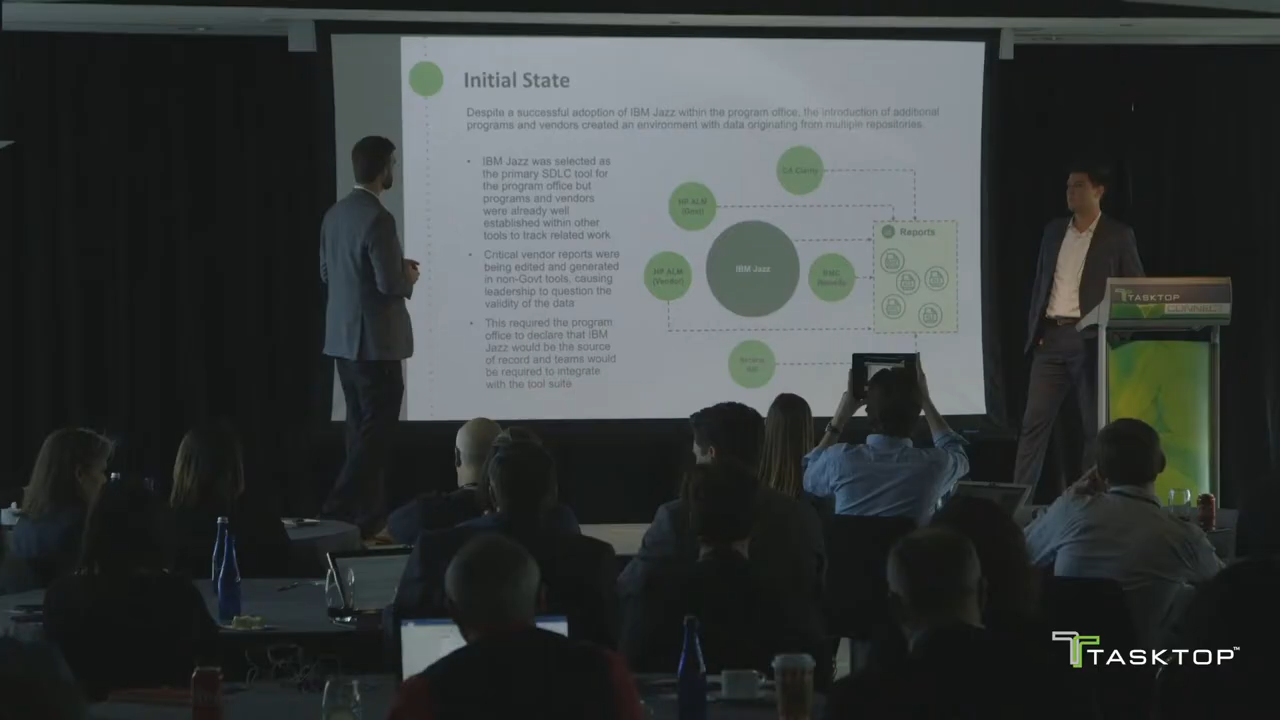 Initial State
Despite a successful adoption of IBM Jazz within the program office, the introduction of additional
programs and vendors created an environment with data originating from multiple repositories.
• IBM Jazz was selected as
the primary SDLC tool for
the program office but
programs and vendors
were already well
established within other
tools to track related work.
• Critical vendor reports were
being edited and generated
in non-Govt tools, causing
leadership to question the
validity of the data
• This required the program
office to declare that IBM
Jazz would be the source
of record and teams would
be required to integrate
with the tool suite
CA Clarity
HP ALM
(Govt)
HP ALM
(Vendor)
IBM Jazz
BMC
Remedy
Reports
TASKTOP
CONNECT
TASKTOP™